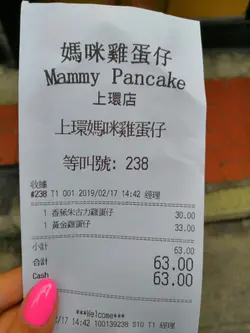 媽咪雞蛋仔
Mammy Pancake
上環店
上環媽咪雞蛋仔
等叫號: 238
收據
#238 T1 001 2019/02/17 14:42 經理
1 香蕉朱古力雞蛋仔 30.00
1 黃金雞蛋仔 33.00
小計 63.00
合計 63.00
Cash 63.00
***Welcome***
/17 14:42 100139238 S10 T1 經理